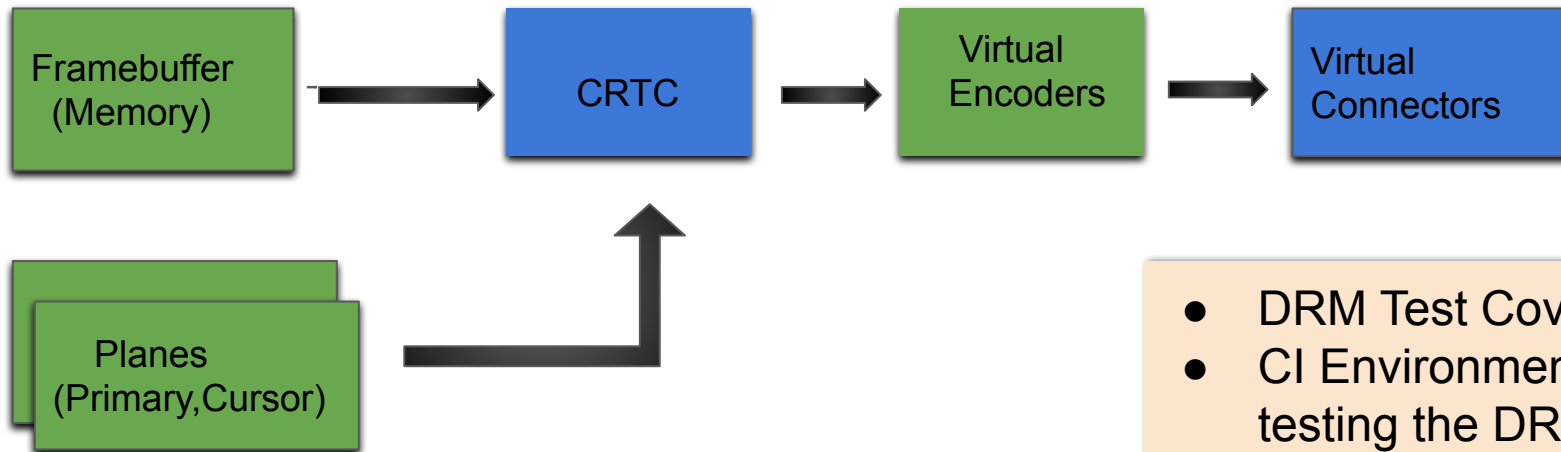 Framebuffer
(Memory)
CRTC
Virtual
Encoders
Virtual
Connectors
Planes
(Primary,Cursor)
● DRM Test
● CI
testing the